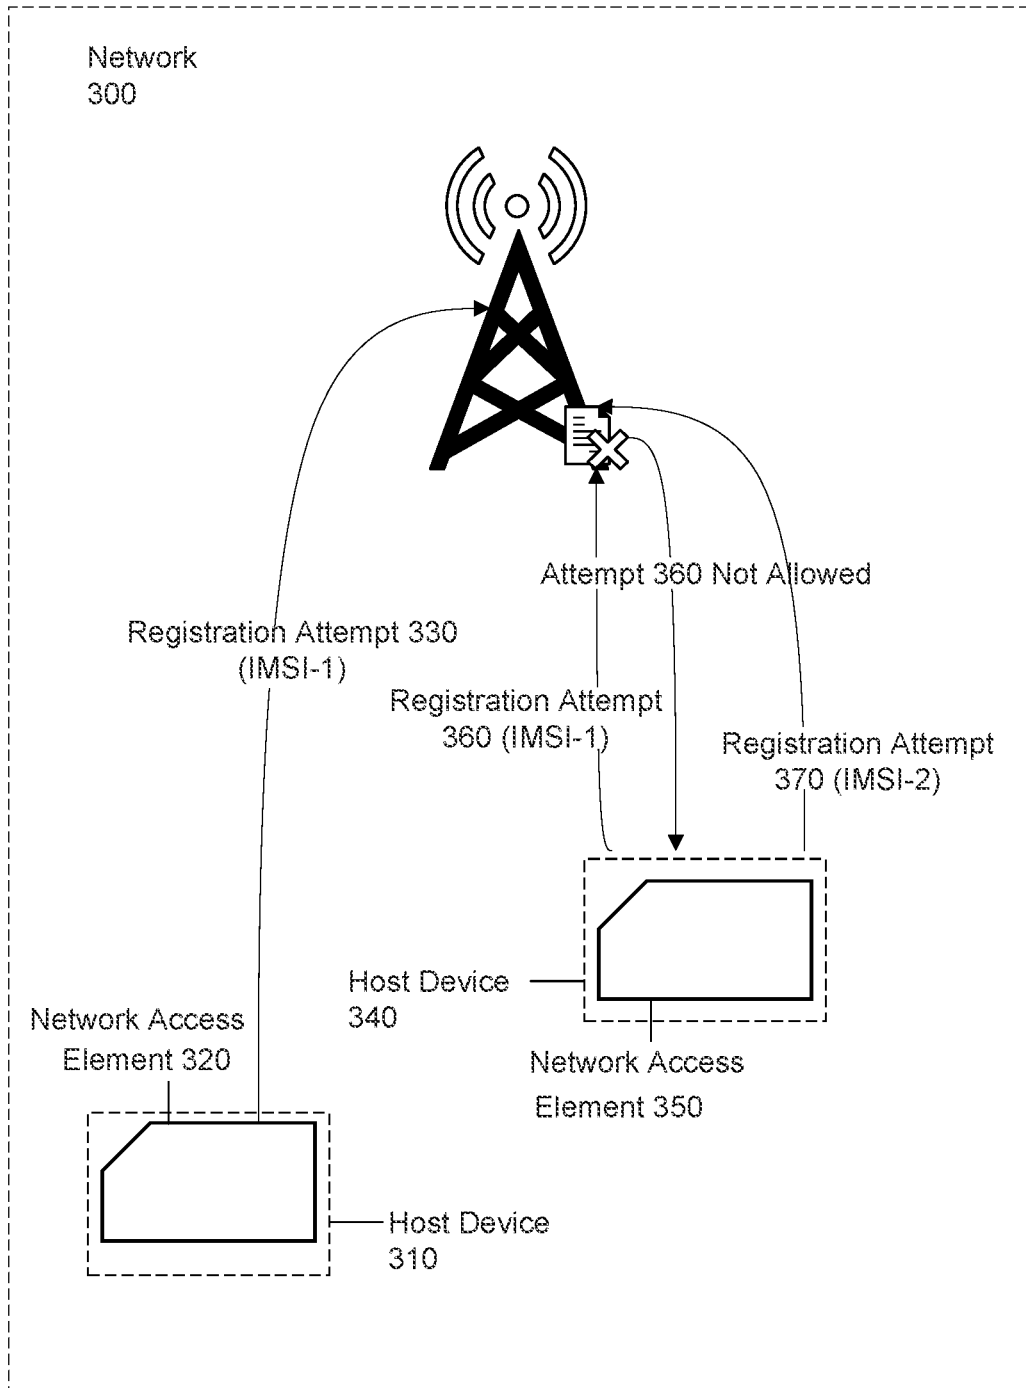 Network
300
Attempt 360 Not Allowed
Registration Attempt 330
(IMSI-1)
Registration Attempt
360 (IMSI-1)
Registration Attempt
370 (IMSI-2)
Host Device
340
Network Access
Element 320
Network Access
Element 350
Host Device
310